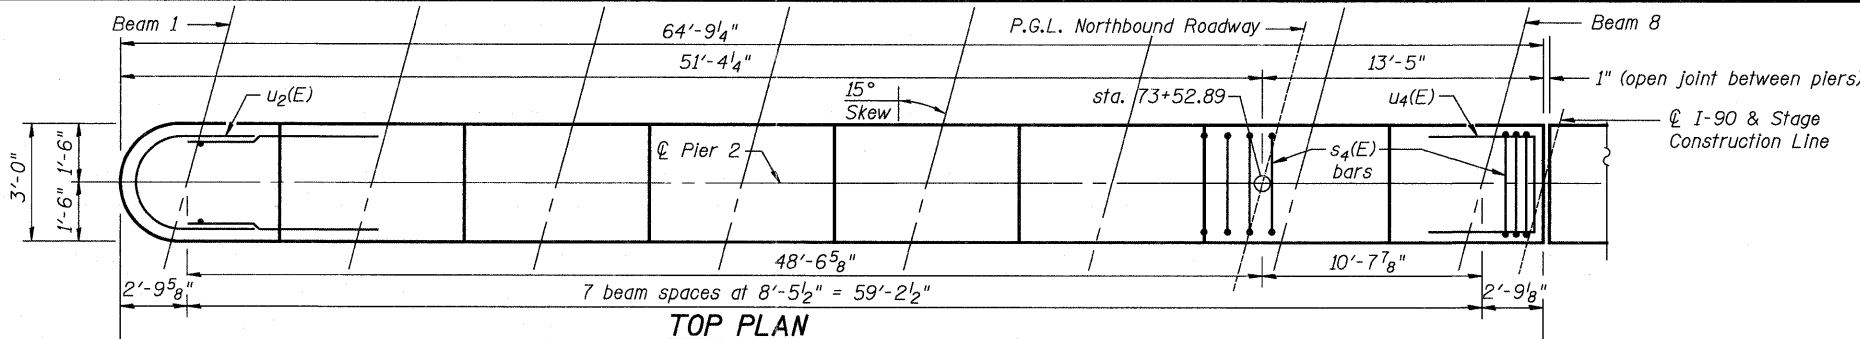 Beam 1
64'-9¼"
P.G.L. Northbound Roadway
Beam 8
51'-4¼"
13'-5"
1" (open joint between piers)
u₂(E)
15°
Skew
sta. 73+52.89
u₄(E)
℄ I-90 & Stage
Construction Line
3'-0"
1'-6"
1'-6"
℄ Pier 2
s₄(E)
bars
48'-6⅝"
10'-7⅞"
2'-9⅝"
7 beam spaces at 8'-5½" = 59'-2½"
2'-9⅛"
TOP PLAN